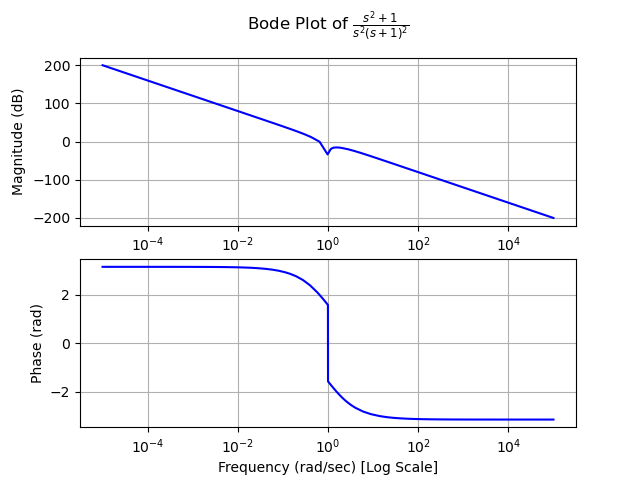 Bode Plot of \frac{s^2+1}{s^2(s+1)^2}
Magnitude (dB)
200
100
0
−100
−200
10^{-4} 10^{-2} 10^{0} 10^{2} 10^{4}
Phase (rad)
2
0
−2
10^{-4} 10^{-2} 10^{0} 10^{2} 10^{4}
Frequency (rad/sec) [Log Scale]